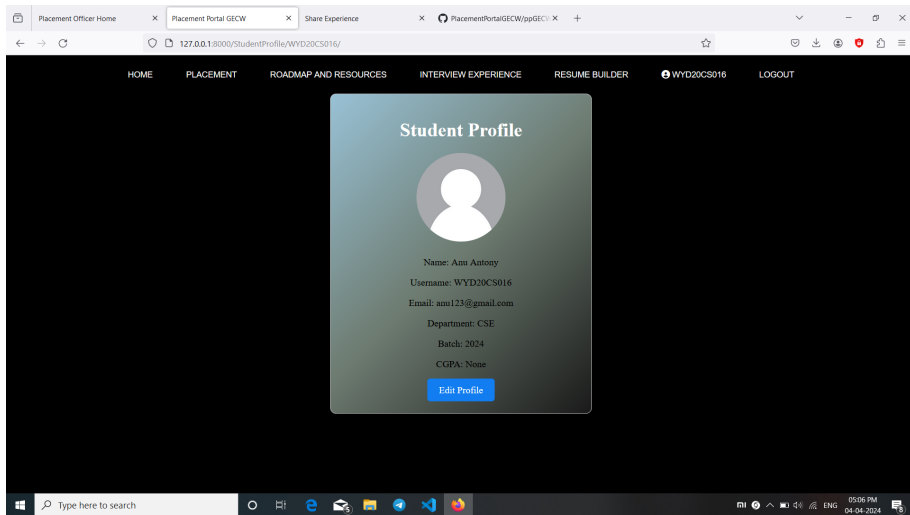 Placement Officer Home
Placement Portal GECW
Share Experience
PlacementPortalGECW/ppGECW
127.0.0.1:8000/StudentProfile/WYD20CS016/
HOME PLACEMENT ROADMAP AND RESOURCES INTERVIEW EXPERIENCE RESUME BUILDER WYD20CS016 LOGOUT
Student Profile
Name: Anu Antony
Username: WYD20CS016
Email: anu123@gmail.com
Department: CSE
Batch: 2024
CGPA: None
Edit Profile
Type here to search
ENG
05:06 PM
04-04-2024